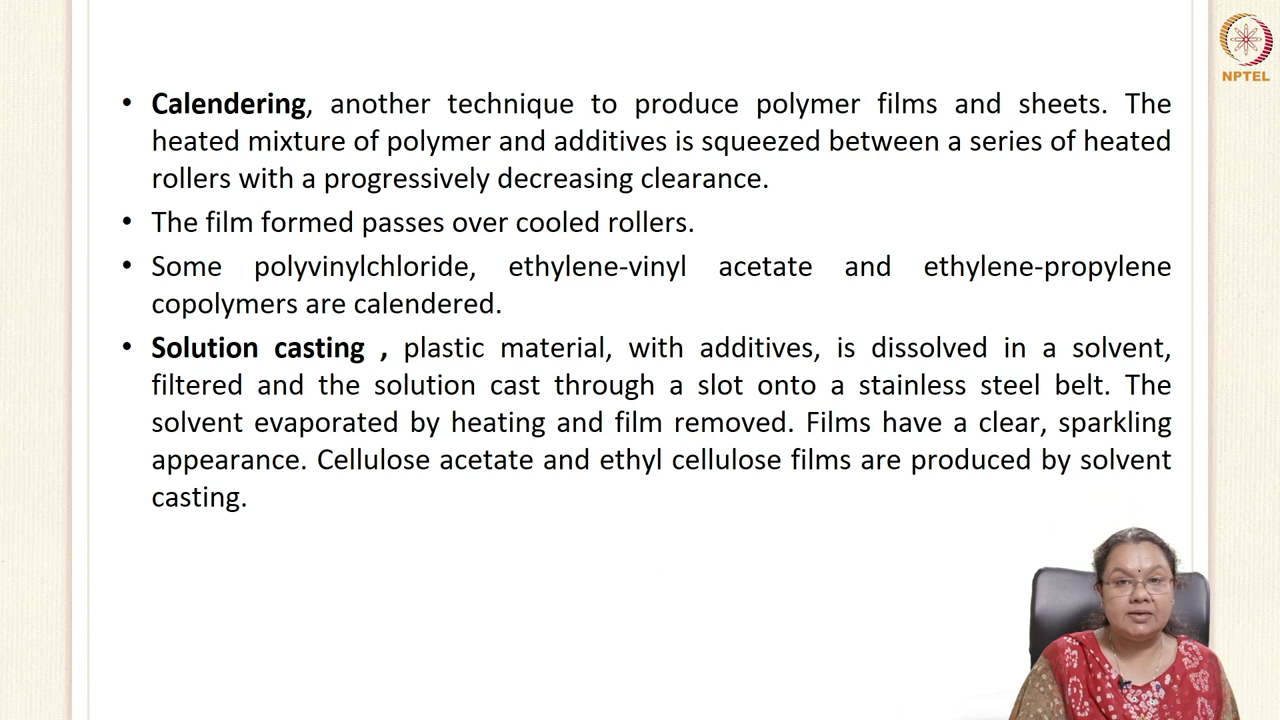 NPTEL
• Calendering, another technique to produce polymer films and sheets. The
heated mixture of polymer and additives is squeezed between a series of heated
rollers with a progressively decreasing clearance.
• The film formed passes over cooled rollers.
• Some polyvinylchloride, ethylene-vinyl acetate and ethylene-propylene
copolymers are calendered.
• Solution casting , plastic material, with additives, is dissolved in a solvent,
filtered and the solution cast through a slot onto a stainless steel belt. The
solvent evaporated by heating and film removed. Films have a clear, sparkling
appearance. Cellulose acetate and ethyl cellulose films are produced by solvent
casting.